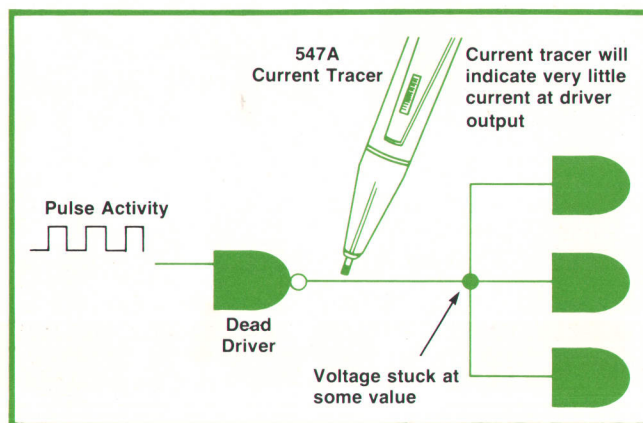 547A
Current Tracer
Current tracer will
indicate very little
current at driver
output
Pulse Activity
Dead
Driver
Voltage stuck at
some value